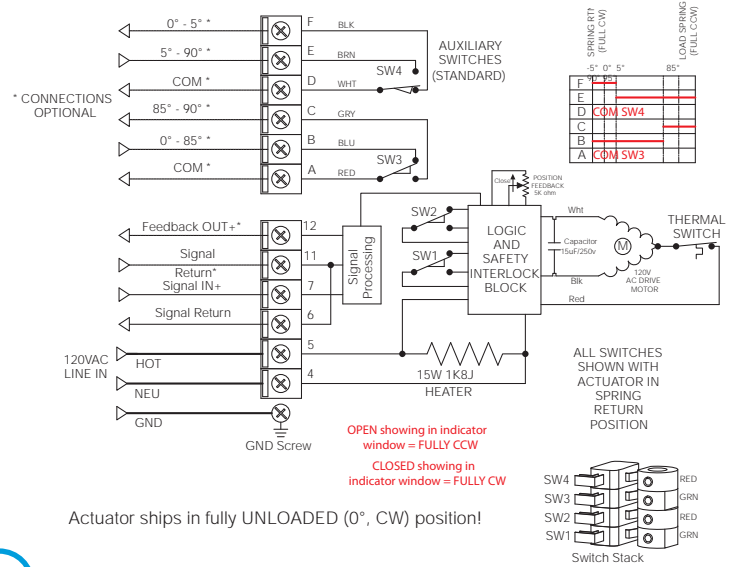 0° - 5° *
F
BLK
5° - 90° *
E
BRN
COM *
D
WHT
SW4
AUXILIARY
SWITCHES
(STANDARD)
* CONNECTIONS
OPTIONAL
85° - 90° *
C
GRY
0° - 85° *
B
BLU
COM *
A
RED
SW3
SPRING RTN
(FULL CW)
LOAD SPRING
(FULL CCW)
-5° 0° 5° 85°
90° 95°
F
E
D COM SW4
C
B
A COM SW3
Feedback OUT+*
12
Signal
11
Return*
Signal IN+
7
Signal Return
6
Signal
Processing
SW2
SW1
Close
POSITION
FEEDBACK
5K ohm
LOGIC
AND
SAFETY
INTERLOCK
BLOCK
Wht
Capacitor
15uF/250v
Blk
Red
M
120V
AC DRIVE
MOTOR
THERMAL
SWITCH
120VAC
LINE IN
HOT
5
NEU
4
GND
GND Screw
15W 1K8J
HEATER
ALL SWITCHES
SHOWN WITH
ACTUATOR IN
SPRING
RETURN
POSITION
OPEN showing in indicator
window = FULLY CCW
CLOSED showing in
indicator window = FULLY CW
Actuator ships in fully UNLOADED (0°, CW) position!
SW4
RED
SW3
GRN
SW2
RED
SW1
GRN
Switch Stack